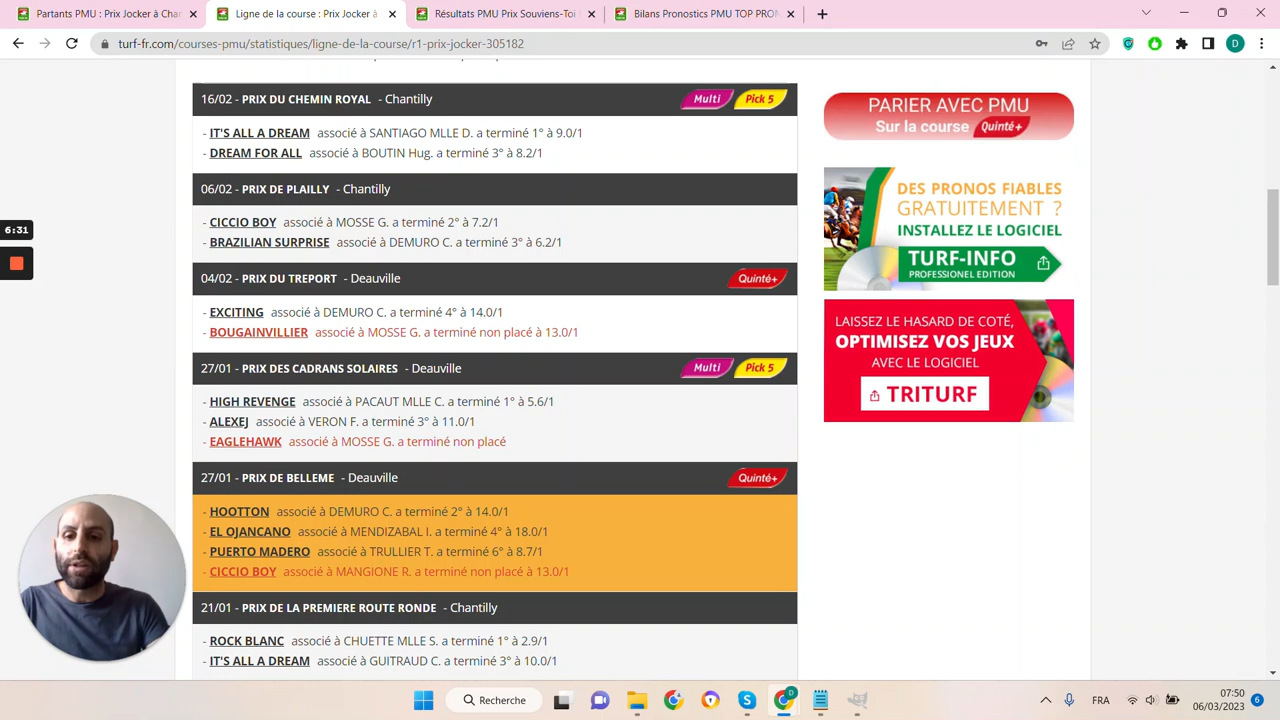 Partants PMU : Prix Jocker à Chan
Ligne de la course : Prix Jocker à
Résultats PMU Prix Souviens-Toi
Bilans Pronostics PMU TOP PRON
turf-fr.com/courses-pmu/statistiques/ligne-de-la-course/r1-prix-jocker-305182
D
16/02 - PRIX DU CHEMIN ROYAL - Chantilly
Multi Pick 5
- IT'S ALL A DREAM associé à SANTIAGO MLLE D. a terminé 1° à 9.0/1
- DREAM FOR ALL associé à BOUTIN Hug. a terminé 3° à 8.2/1
06/02 - PRIX DE PLAILLY - Chantilly
- CICCIO BOY associé à MOSSE G. a terminé 2° à 7.2/1
- BRAZILIAN SURPRISE associé à DEMURO C. a terminé 3° à 6.2/1
04/02 - PRIX DU TREPORT - Deauville
Quinté+
- EXCITING associé à DEMURO C. a terminé 4° à 14.0/1
- BOUGAINVILLIER associé à MOSSE G. a terminé non placé à 13.0/1
27/01 - PRIX DES CADRANS SOLAIRES - Deauville
Multi Pick 5
- HIGH REVENGE associé à PACAUT MLLE C. a terminé 1° à 5.6/1
- ALEXEJ associé à VERON F. a terminé 3° à 11.0/1
- EAGLEHAWK associé à MOSSE G. a terminé non placé
27/01 - PRIX DE BELLEME - Deauville
Quinté+
- HOOTTON associé à DEMURO C. a terminé 2° à 14.0/1
- EL OJANCANO associé à MENDIZABAL I. a terminé 4° à 18.0/1
- PUERTO MADERO associé à TRULLIER T. a terminé 6° à 8.7/1
- CICCIO BOY associé à MANGIONE R. a terminé non placé à 13.0/1
21/01 - PRIX DE LA PREMIERE ROUTE RONDE - Chantilly
- ROCK BLANC associé à CHUETTE MLLE S. a terminé 1° à 2.9/1
- IT'S ALL A DREAM associé à GUITRAUD C. a terminé 3° à 10.0/1
PARIER AVEC PMU
Sur la course Quinté+
DES PRONOS FIABLES
GRATUITEMENT ?
INSTALLEZ LE LOGICIEL
TURF-INFO
PROFESSIONEL EDITION
LAISSEZ LE HASARD DE COTÉ,
OPTIMISEZ VOS JEUX
AVEC LE LOGICIEL
TRITURF
6:31
Recherche
D
FRA
07:50
06/03/2023
6